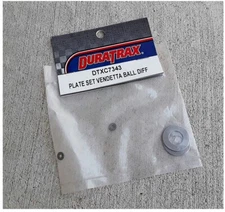 DURATRAX
DTXC7343
PLATE SET VENDETTA BALL DIFF